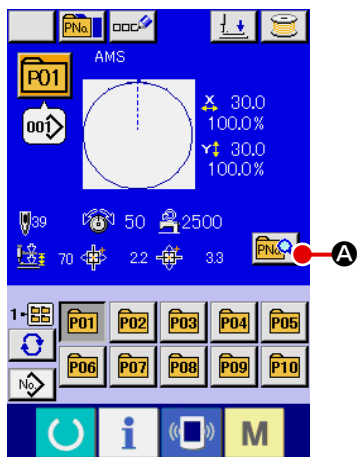 PNo.
AMS
P01
001
X 30.0
100.0%
Y 30.0
100.0%
39 50 2500
70 2.2 3.3
PNo.
A
1-
P01 P02 P03 P04 P05
No.
P06 P07 P08 P09 P10
i M